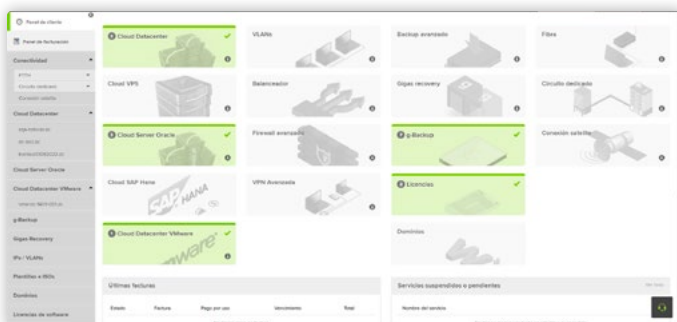 Panel de cliente
Panel de facturación
Conectividad
FTTH
Circuito dedicado
Conexión satélite
Cloud Datacenter
Cloud Server Oracle
Cloud Datacenter VMware
g-Backup
Gigas Recovery
IPs / VLANs
Plantillas e ISOs
Dominios
Licencias de software
Cloud Datacenter
VLANs
Backup avanzado
Fibra
Cloud VPS
Balanceador
Gigas recovery
Circuito dedicado
Cloud Server Oracle
Firewall avanzado
g-Backup
Conexión satélite
Cloud SAP Hana
SAP HANA
VPN Avanzada
Licencias
Cloud Datacenter VMware
vmware
Dominios
Últimas facturas
Servicios suspendidos o pendientes
Ver todo
Estado Factura Pago por uso Vencimiento Total
Nombre del servicio